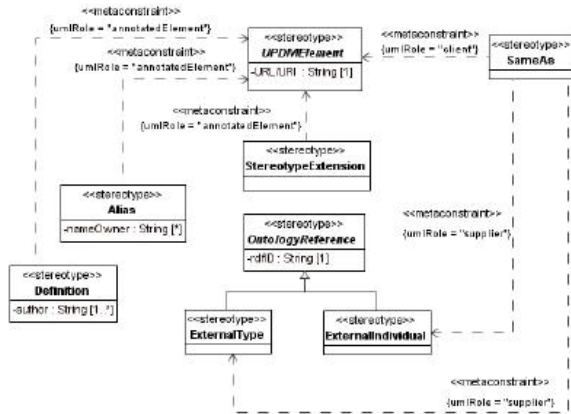 <<metaconstraint>>
{umlRole = "annotatedElement"}
<<metaconstraint>>
{umlRole = "annotatedElement"}
<<stereotype>>
UPDMElement
-URL/URI : String [1]
<<metaconstraint>>
{umlRole = "client"}
<<stereotype>>
SameAs
<<metaconstraint>>
{umlRole = "annotatedElement"}
<<stereotype>>
StereotypeExtension
<<stereotype>>
Alias
-nameOwner : String [*]
<<stereotype>>
OntologyReference
-rdfID : String [1]
<<metaconstraint>>
{umlRole = "supplier"}
<<stereotype>>
Definition
-author : String [1..*]
<<stereotype>>
ExternalType
<<stereotype>>
ExternalIndividual
<<metaconstraint>>
{umlRole = "supplier"}